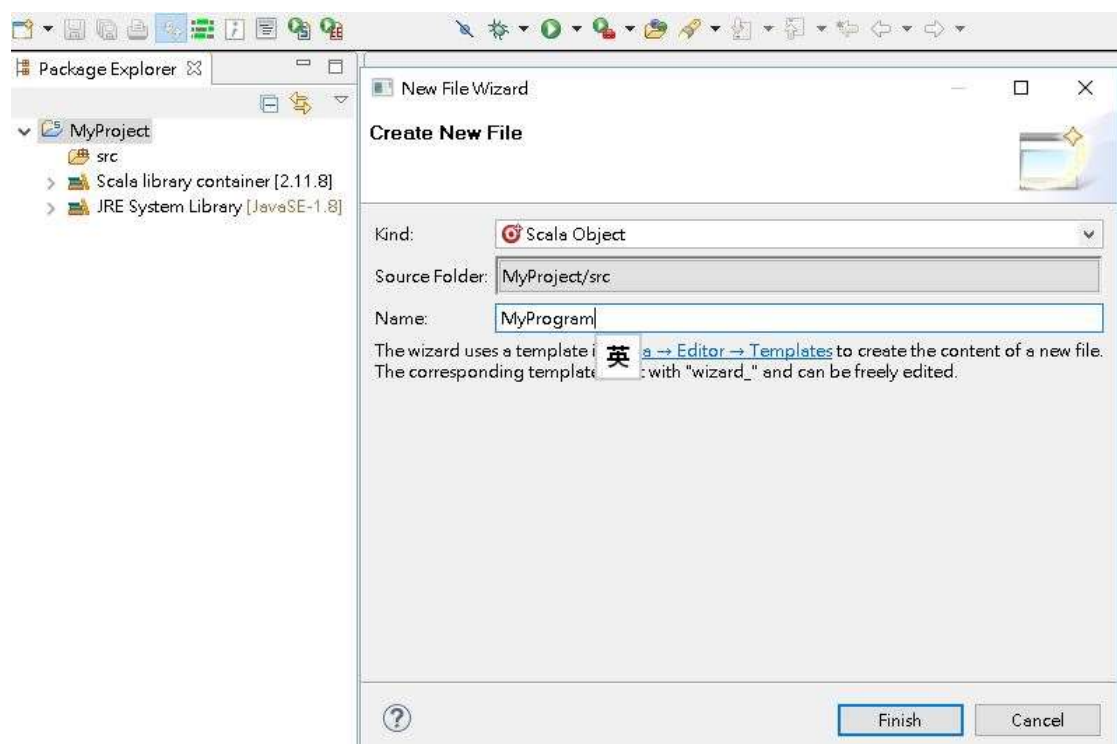 Package Explorer
MyProject
src
Scala library container [2.11.8]
JRE System Library [JavaSE-1.8]
New File Wizard
Create New File
Kind:
Scala Object
Source Folder:
MyProject/src
Name:
MyProgram
The wizard uses a template i a → Editor → Templates to create the content of a new file.
英
The corresponding template t with "wizard_" and can be freely edited.
Finish
Cancel